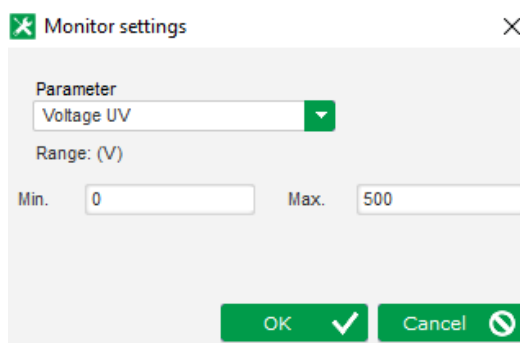 Monitor settings
Parameter
Voltage UV
Range: (V)
Min. 0 Max. 500
OK Cancel